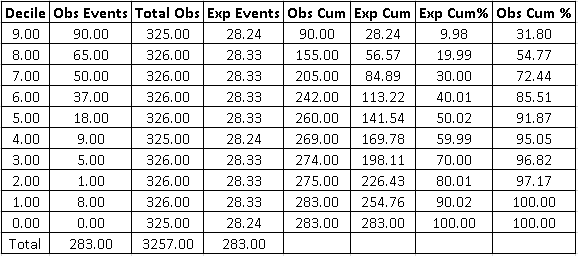 Decile Obs Events Total Obs Exp Events Obs Cum Exp Cum Exp Cum% Obs Cum %
9.00 90.00 325.00 28.24 90.00 28.24 9.98 31.80
8.00 65.00 326.00 28.33 155.00 56.57 19.99 54.77
7.00 50.00 326.00 28.33 205.00 84.89 30.00 72.44
6.00 37.00 326.00 28.33 242.00 113.22 40.01 85.51
5.00 18.00 326.00 28.33 260.00 141.54 50.02 91.87
4.00 9.00 325.00 28.24 269.00 169.78 59.99 95.05
3.00 5.00 326.00 28.33 274.00 198.11 70.00 96.82
2.00 1.00 326.00 28.33 275.00 226.43 80.01 97.17
1.00 8.00 326.00 28.33 283.00 254.76 90.02 100.00
0.00 0.00 325.00 28.24 283.00 283.00 100.00 100.00
Total 283.00 3257.00 283.00